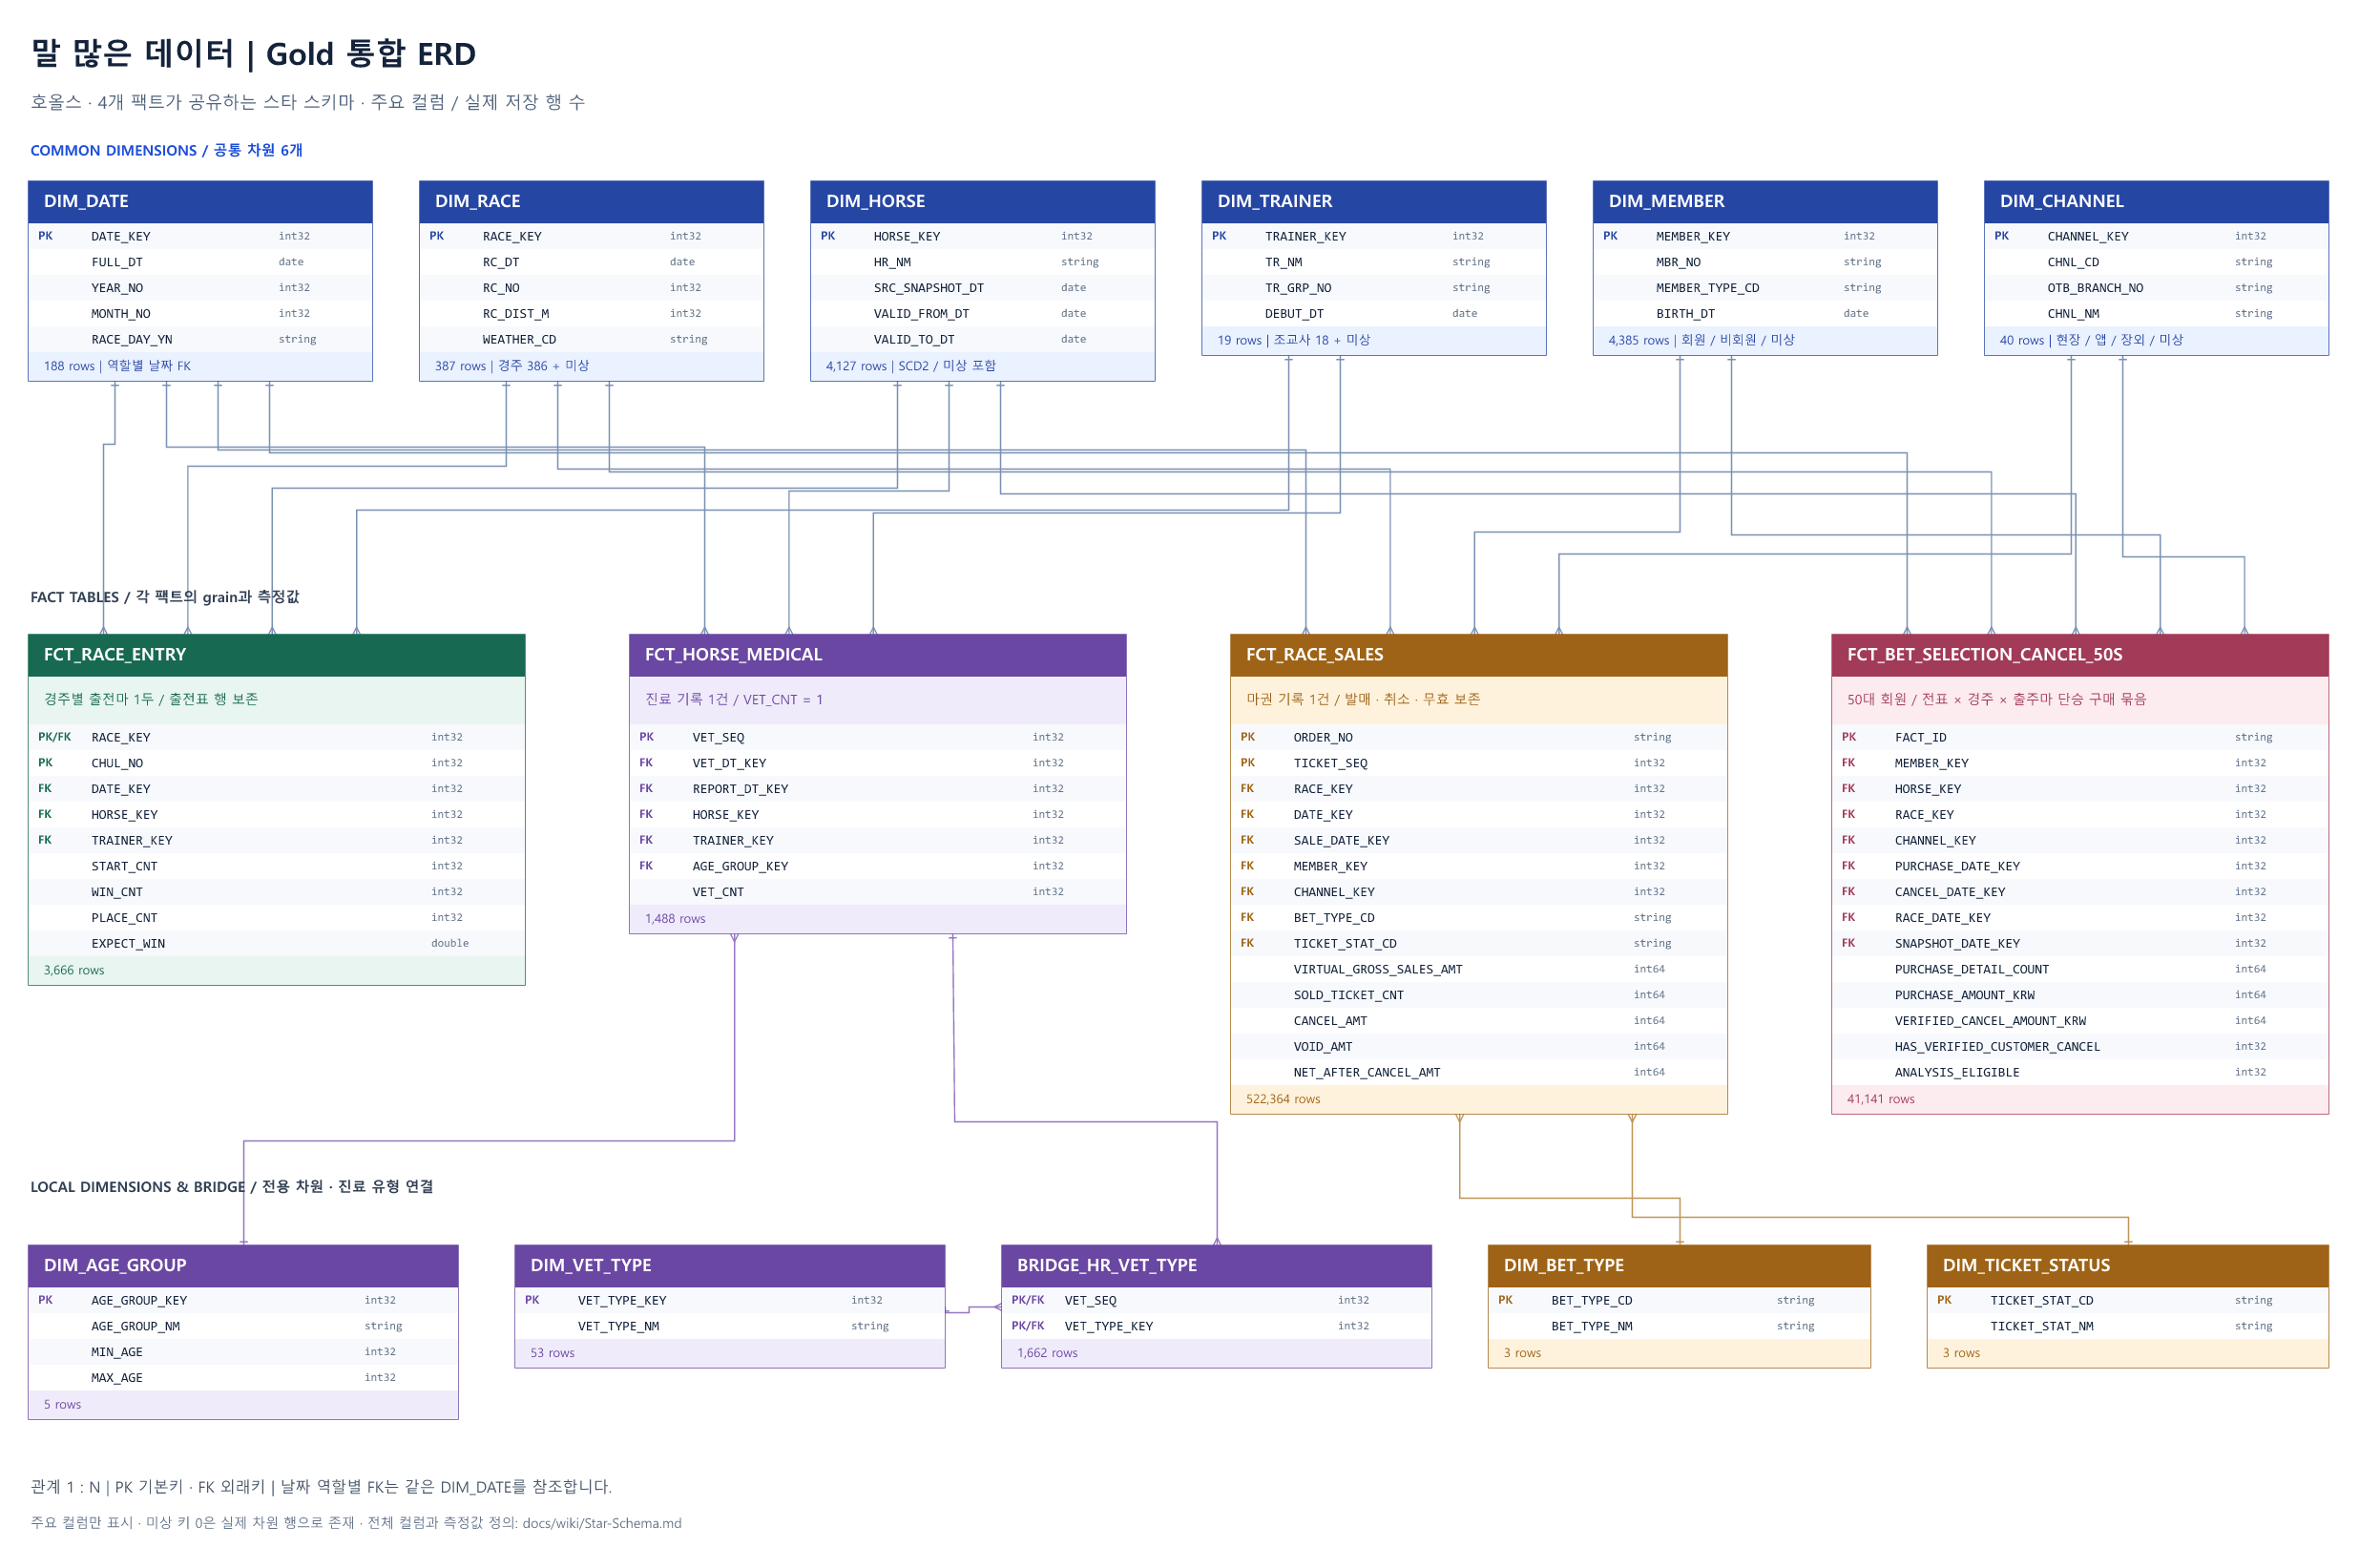 말 많은 데이터 | Gold 통합 ERD
호올스 · 4개 팩트가 공유하는 스타 스키마 · 주요 컬럼 / 실제 저장 행 수
COMMON DIMENSIONS / 공통 차원 6개
DIM_DATE
PK DATE_KEY int32
FULL_DT date
YEAR_NO int32
MONTH_NO int32
RACE_DAY_YN string
188 rows | 역할별 날짜 FK
DIM_RACE
PK RACE_KEY int32
RC_DT date
RC_NO int32
RC_DIST_M int32
WEATHER_CD string
387 rows | 경주 386 + 미상
DIM_HORSE
PK HORSE_KEY int32
HR_NM string
SRC_SNAPSHOT_DT date
VALID_FROM_DT date
VALID_TO_DT date
4,127 rows | SCD2 / 미상 포함
DIM_TRAINER
PK TRAINER_KEY int32
TR_NM string
TR_GRP_NO string
DEBUT_DT date
19 rows | 조교사 18 + 미상
DIM_MEMBER
PK MEMBER_KEY int32
MBR_NO string
MEMBER_TYPE_CD string
BIRTH_DT date
4,385 rows | 회원 / 비회원 / 미상
DIM_CHANNEL
PK CHANNEL_KEY int32
CHNL_CD string
OTB_BRANCH_NO string
CHNL_NM string
40 rows | 현장 / 앱 / 장외 / 미상
FACT TABLES / 각 팩트의 grain과 측정값
FCT_RACE_ENTRY
경주별 출전마 1두 / 출전표 행 보존
PK/FK RACE_KEY int32
PK CHUL_NO int32
FK DATE_KEY int32
FK HORSE_KEY int32
FK TRAINER_KEY int32
START_CNT int32
WIN_CNT int32
PLACE_CNT int32
EXPECT_WIN double
3,666 rows
FCT_HORSE_MEDICAL
진료 기록 1건 / VET_CNT = 1
PK VET_SEQ int32
FK VET_DT_KEY int32
FK REPORT_DT_KEY int32
FK HORSE_KEY int32
FK TRAINER_KEY int32
FK AGE_GROUP_KEY int32
VET_CNT int32
1,488 rows
FCT_RACE_SALES
마권 기록 1건 / 발매 · 취소 · 무효 보존
PK ORDER_NO string
PK TICKET_SEQ int32
FK RACE_KEY int32
FK DATE_KEY int32
FK SALE_DATE_KEY int32
FK MEMBER_KEY int32
FK CHANNEL_KEY int32
FK BET_TYPE_CD string
FK TICKET_STAT_CD string
VIRTUAL_GROSS_SALES_AMT int64
SOLD_TICKET_CNT int64
CANCEL_AMT int64
VOID_AMT int64
NET_AFTER_CANCEL_AMT int64
522,364 rows
FCT_BET_SELECTION_CANCEL_50S
50대 회원 / 전표 × 경주 × 출주마 단승 구매 묶음
PK FACT_ID string
FK MEMBER_KEY int32
FK HORSE_KEY int32
FK RACE_KEY int32
FK CHANNEL_KEY int32
FK PURCHASE_DATE_KEY int32
FK CANCEL_DATE_KEY int32
FK RACE_DATE_KEY int32
FK SNAPSHOT_DATE_KEY int32
PURCHASE_DETAIL_COUNT int64
PURCHASE_AMOUNT_KRW int64
VERIFIED_CANCEL_AMOUNT_KRW int64
HAS_VERIFIED_CUSTOMER_CANCEL int32
ANALYSIS_ELIGIBLE int32
41,141 rows
LOCAL DIMENSIONS & BRIDGE / 전용 차원 · 진료 유형 연결
DIM_AGE_GROUP
PK AGE_GROUP_KEY int32
AGE_GROUP_NM string
MIN_AGE int32
MAX_AGE int32
5 rows
DIM_VET_TYPE
PK VET_TYPE_KEY int32
VET_TYPE_NM string
53 rows
BRIDGE_HR_VET_TYPE
PK/FK VET_SEQ int32
PK/FK VET_TYPE_KEY int32
1,662 rows
DIM_BET_TYPE
PK BET_TYPE_CD string
BET_TYPE_NM string
3 rows
DIM_TICKET_STATUS
PK TICKET_STAT_CD string
TICKET_STAT_NM string
3 rows
관계 1 : N | PK 기본키 · FK 외래키 | 날짜 역할별 FK는 같은 DIM_DATE를 참조합니다.
주요 컬럼만 표시 · 미상 키 0은 실제 차원 행으로 존재 · 전체 컬럼과 측정값 정의: docs/wiki/Star-Schema.md